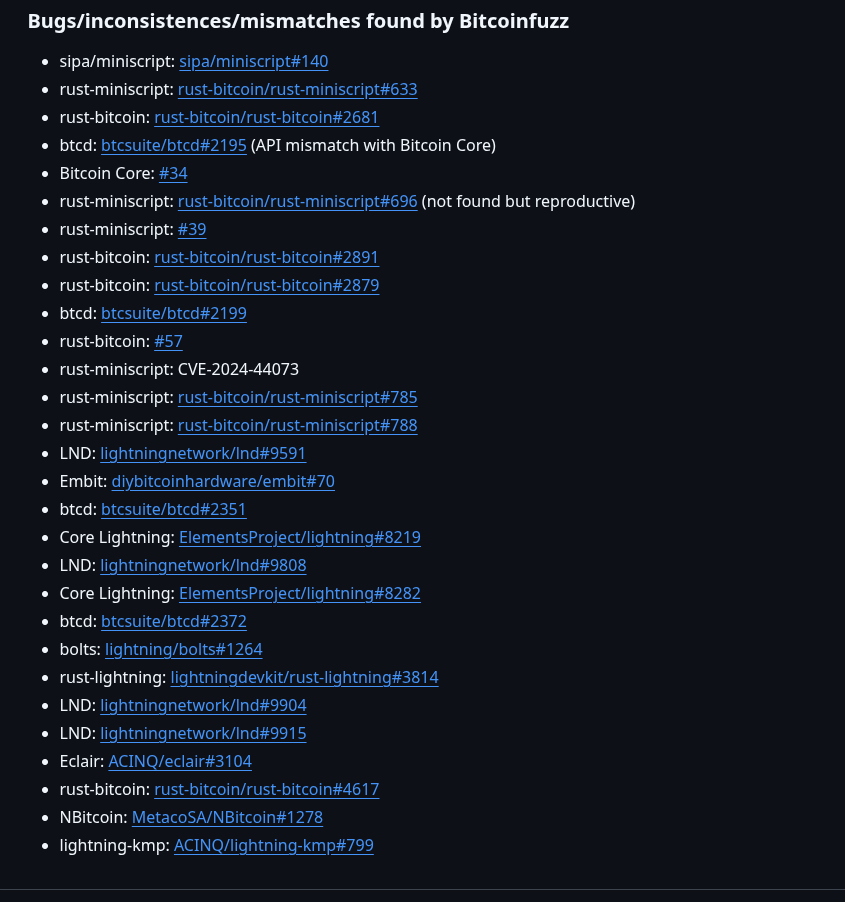 Bugs/inconsistences/mismatches found by Bitcoinfuzz
• sipa/miniscript: sipa/miniscript#140
• rust-miniscript: rust-bitcoin/rust-miniscript#633
• rust-bitcoin: rust-bitcoin/rust-bitcoin#2681
• btcd: btcsuite/btcd#2195 (API mismatch with Bitcoin Core)
• Bitcoin Core: #34
• rust-miniscript: rust-bitcoin/rust-miniscript#696 (not found but reproductive)
• rust-miniscript: #39
• rust-bitcoin: rust-bitcoin/rust-bitcoin#2891
• rust-bitcoin: rust-bitcoin/rust-bitcoin#2879
• btcd: btcsuite/btcd#2199
• rust-bitcoin: #57
• rust-miniscript: CVE-2024-44073
• rust-miniscript: rust-bitcoin/rust-miniscript#785
• rust-miniscript: rust-bitcoin/rust-miniscript#788
• LND: lightningnetwork/lnd#9591
• Embit: diybitcoinhardware/embit#70
• btcd: btcsuite/btcd#2351
• Core Lightning: ElementsProject/lightning#8219
• LND: lightningnetwork/lnd#9808
• Core Lightning: ElementsProject/lightning#8282
• btcd: btcsuite/btcd#2372
• bolts: lightning/bolts#1264
• rust-lightning: lightningdevkit/rust-lightning#3814
• LND: lightningnetwork/lnd#9904
• LND: lightningnetwork/lnd#9915
• Eclair: ACINQ/eclair#3104
• rust-bitcoin: rust-bitcoin/rust-bitcoin#4617
• NBitcoin: MetacoSA/NBitcoin#1278
• lightning-kmp: ACINQ/lightning-kmp#799